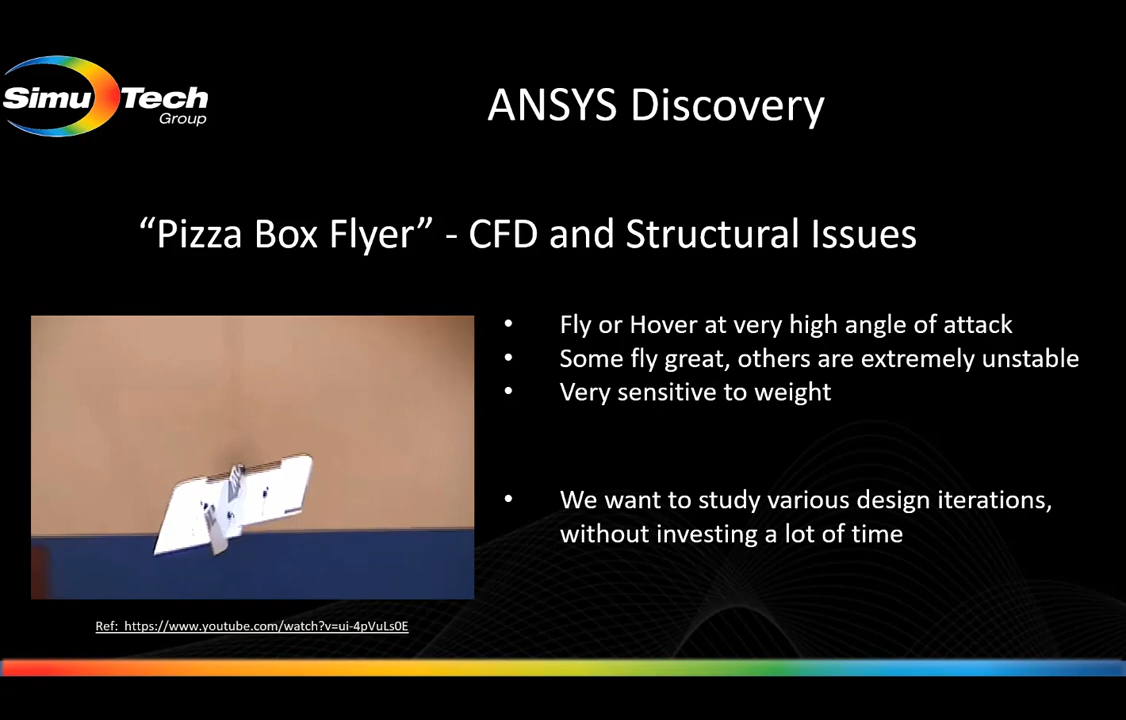 SimuTech
Group
ANSYS Discovery
“Pizza Box Flyer” - CFD and Structural Issues
• Fly or Hover at very high angle of attack
• Some fly great, others are extremely unstable
• Very sensitive to weight
• We want to study various design iterations,
without investing a lot of time
Ref: https://www.youtube.com/watch?v=ui-4pVuLs0E